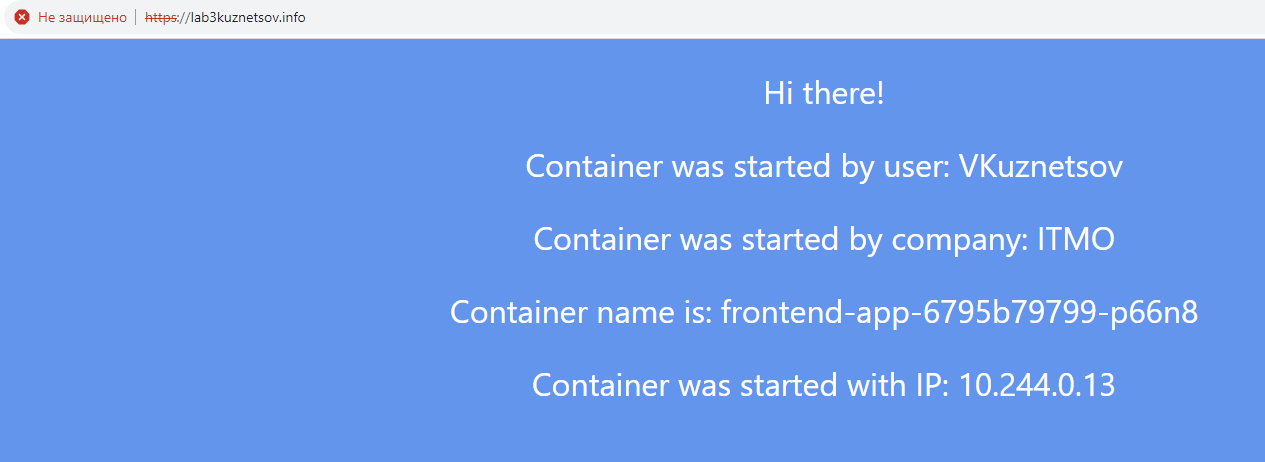 Не защищено https://lab3kuznetsov.info
Hi there!
Container was started by user: VKuznetsov
Container was started by company: ITMO
Container name is: frontend-app-6795b79799-p66n8
Container was started with IP: 10.244.0.13